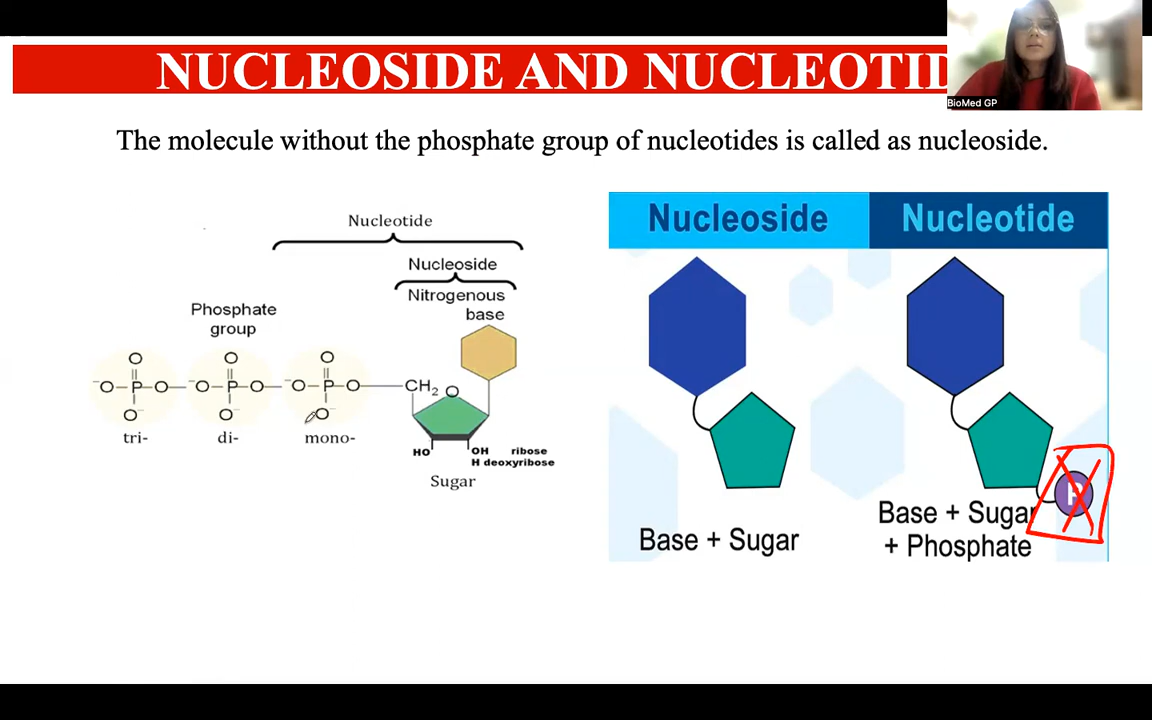 NUCLEOSIDE AND NUCLEOTID
BioMed GP
The molecule without the phosphate group of nucleotides is called as nucleoside.
Nucleotide
Nucleoside
Nitrogenous
base
Phosphate
group
O O O
⁻O–P–O–⁻O–P–O–⁻O–P–O–CH₂ O
O⁻ O⁻ O⁻
tri- di- mono-
HO OH ribose
H deoxyribose
Sugar
Nucleoside Nucleotide
Base + Sugar
Base + Sugar
+ Phosphate